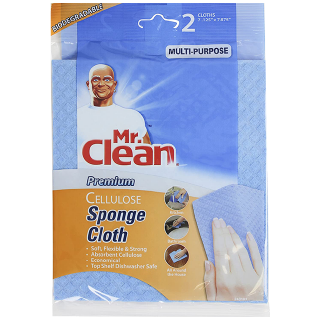 BIODEGRADABLE
2 CLOTHS
MULTI-PURPOSE
Mr.
Clean
Premium
CELLULOSE
Sponge
Cloth
• Soft, Flexible & Strong
• Absorbent Cellulose
• Economical
• Top Shelf Dishwasher Safe